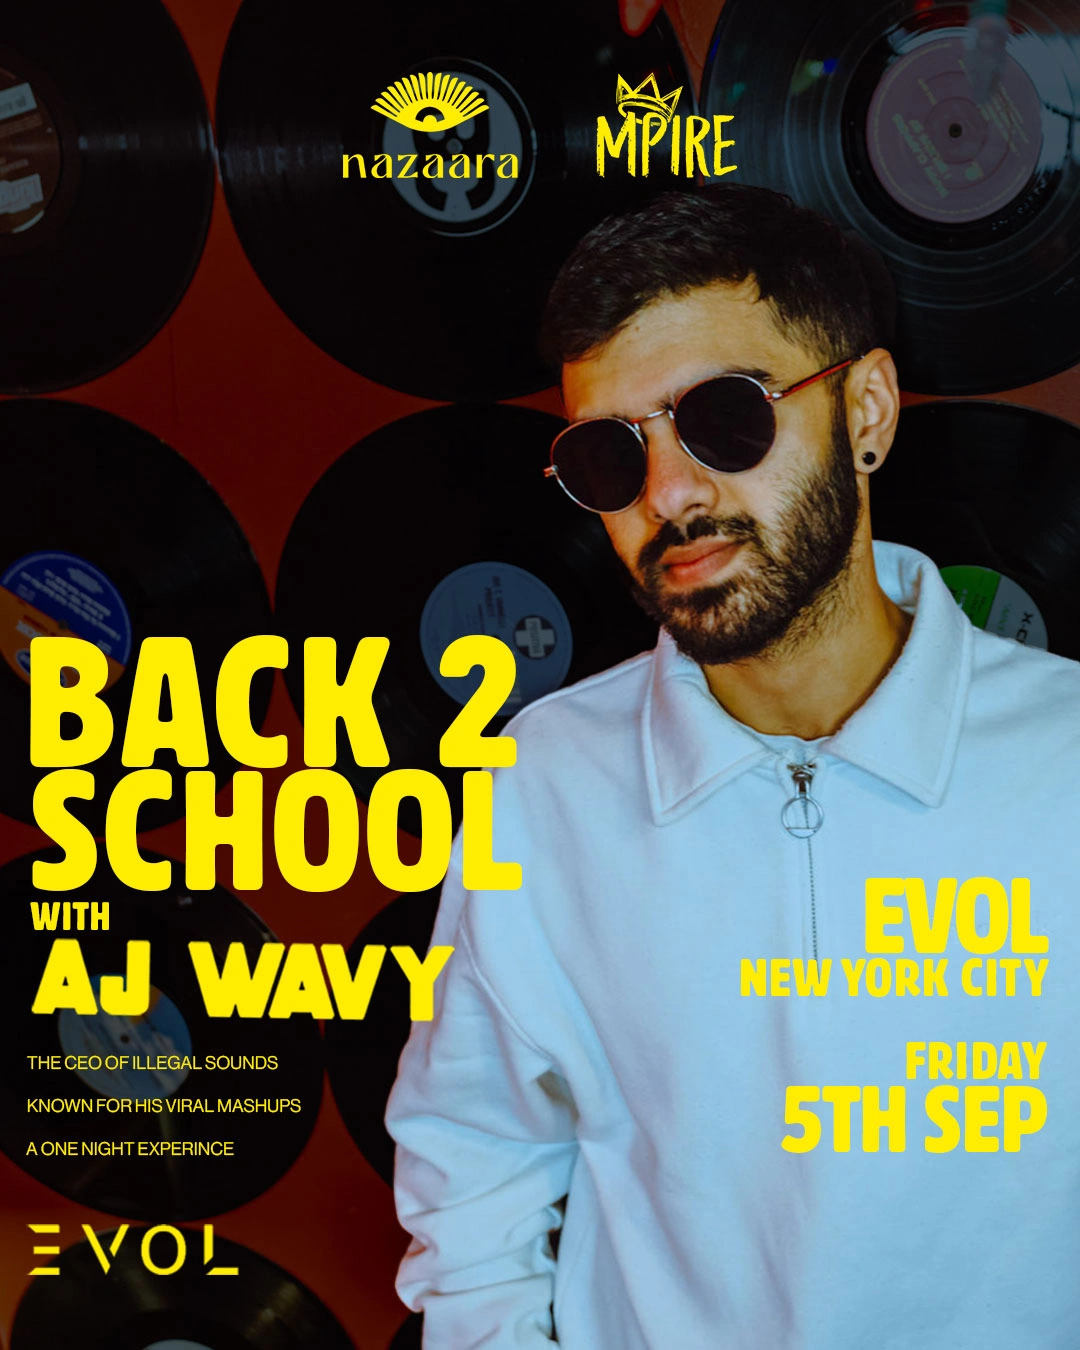 nazaara
MPIRE
BACK 2
SCHOOL
WITH
AJ WAVY
THE CEO OF ILLEGAL SOUNDS
KNOWN FOR HIS VIRAL MASHUPS
A ONE NIGHT EXPERINCE
EVOL
EVOL
NEW YORK CITY
FRIDAY
5TH SEP